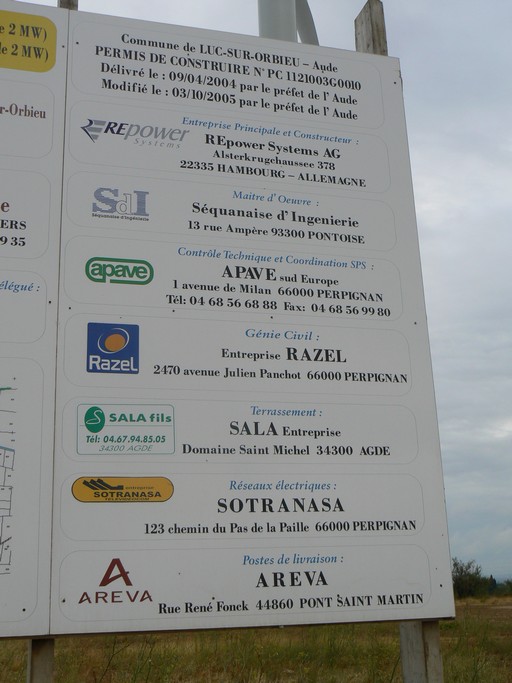 e 2 MW)
le 2 MW)
r-Orbieu
e
ERS
9 35
élégué :
Commune de LUC-SUR-ORBIEU – Aude
PERMIS DE CONSTRUIRE N° PC 1121003G0010
Délivré le : 09/04/2004 par le préfet de l' Aude
Modifié le : 03/10/2005 par le préfet de l' Aude
REpower
Systems
Entreprise Principale et Constructeur :
REpower Systems AG
Alsterkrugchaussee 378
22335 HAMBOURG – ALLEMAGNE
SdI
Séquanaise d'Ingénierie
Maitre d'Oeuvre :
Séquanaise d'Ingenierie
13 rue Ampère 93300 PONTOISE
apave
Contrôle Technique et Coordination SPS :
APAVE sud Europe
1 avenue de Milan 66000 PERPIGNAN
Tél: 04 68 56 68 88 Fax: 04 68 56 99 80
Razel
Génie Civil :
Entreprise RAZEL
2470 avenue Julien Panchot 66000 PERPIGNAN
SALA fils
Tél: 04.67.94.85.05
34300 AGDE
Terrassement :
SALA Entreprise
Domaine Saint Michel 34300 AGDE
entreprise
SOTRANASA
Réseaux électriques :
SOTRANASA
123 chemin du Pas de la Paille 66000 PERPIGNAN
AREVA
Postes de livraison :
AREVA
Rue René Fonck 44860 PONT SAINT MARTIN